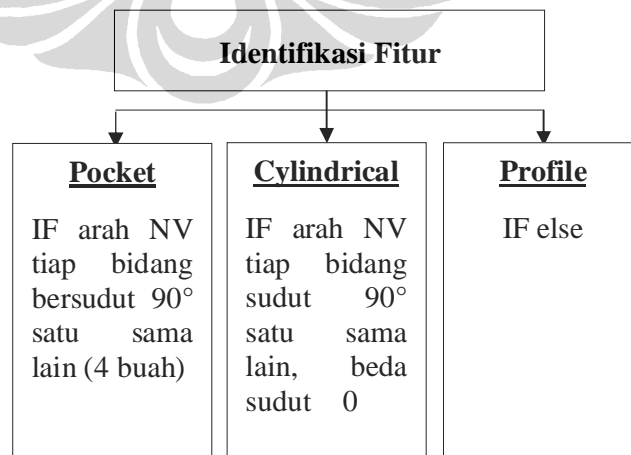 Identifikasi Fitur
Pocket
IF arah NV
tiap bidang
bersudut 90°
satu sama
lain (4 buah)
Cylindrical
IF arah NV
tiap bidang
sudut 90°
satu sama
lain, beda
sudut 0
Profile
IF else